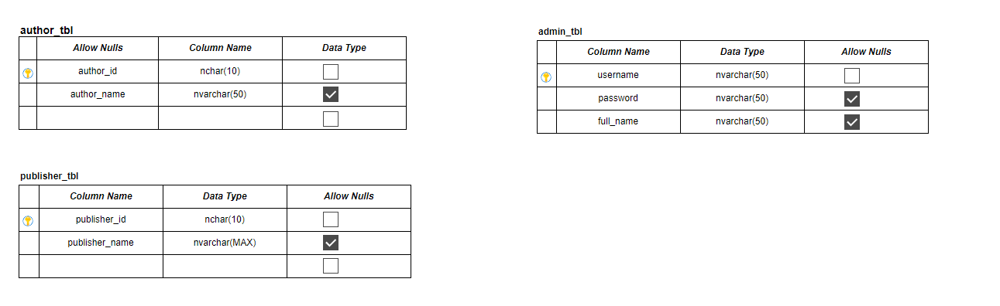 author_tbl
Allow Nulls Column Name Data Type
author_id nchar(10)
author_name nvarchar(50)
admin_tbl
Column Name Data Type Allow Nulls
username nvarchar(50)
password nvarchar(50)
full_name nvarchar(50)
publisher_tbl
Column Name Data Type Allow Nulls
publisher_id nchar(10)
publisher_name nvarchar(MAX)